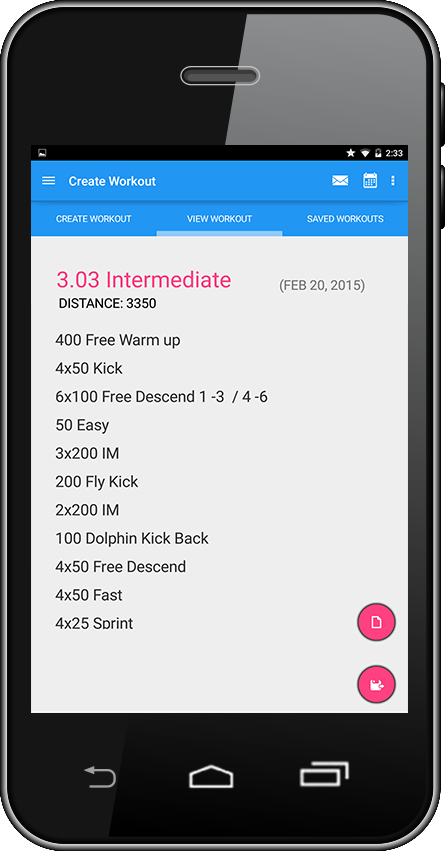 2:33
Create Workout
CREATE WORKOUT VIEW WORKOUT SAVED WORKOUTS
3.03 Intermediate (FEB 20, 2015)
DISTANCE: 3350
400 Free Warm up
4x50 Kick
6x100 Free Descend 1 -3  / 4 -6
50 Easy
3x200 IM
200 Fly Kick
2x200 IM
100 Dolphin Kick Back
4x50 Free Descend
4x50 Fast
4x25 Sprint